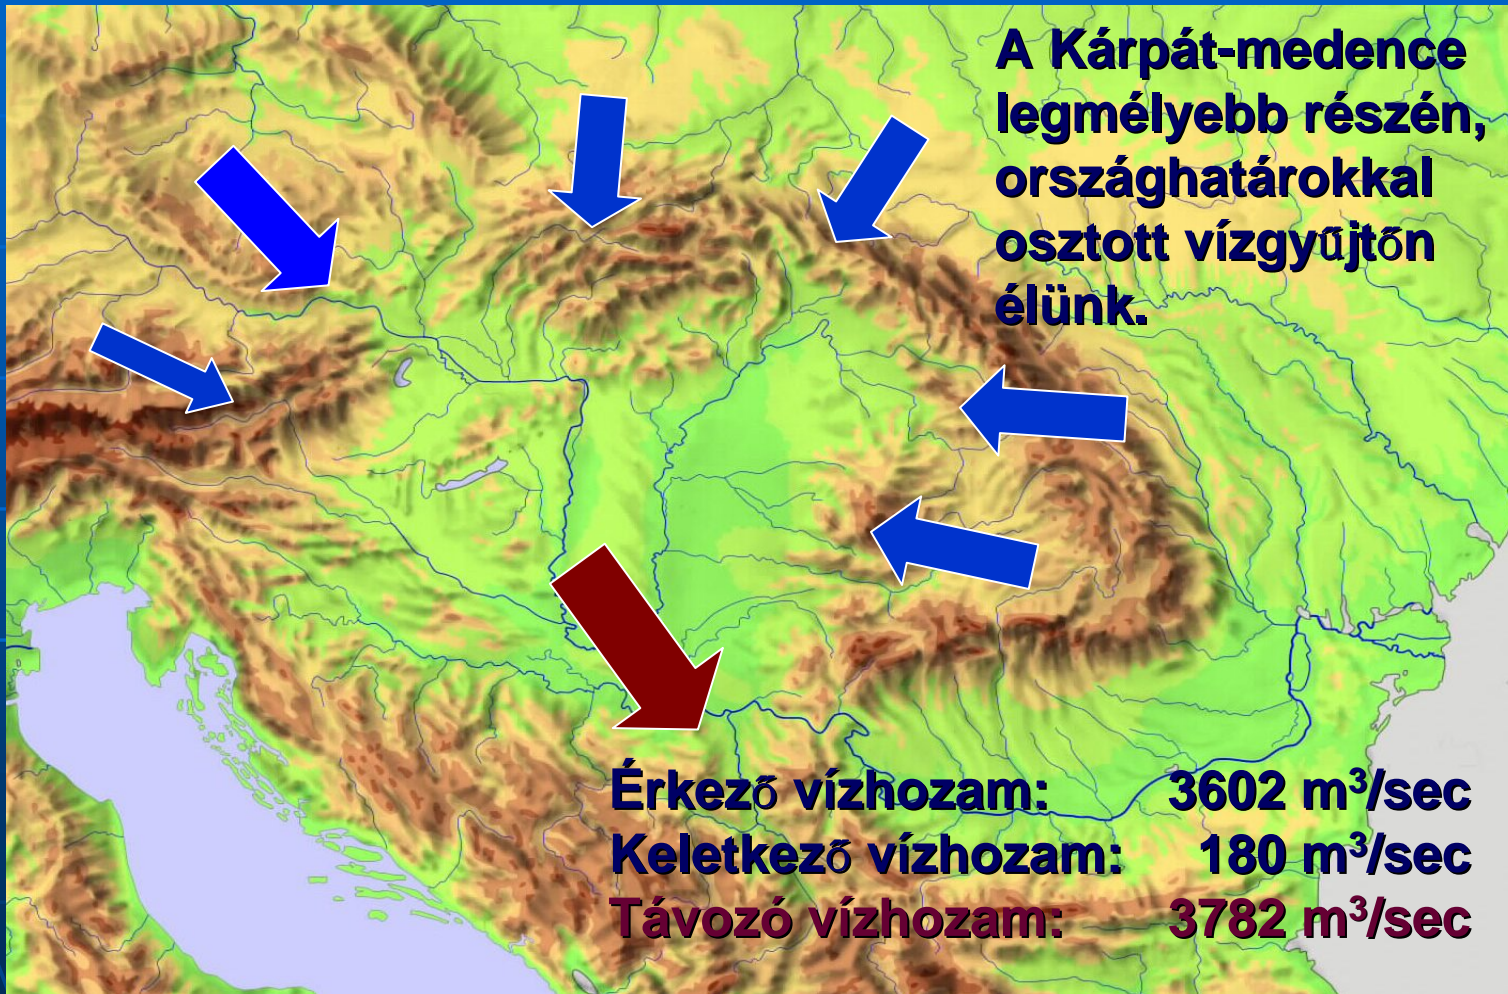 A Kárpát-medence
legmélyebb részén,
országhatárokkal
osztott vízgyűjtőn
élünk.
Érkező vízhozam: 3602 m³/sec
Keletkező vízhozam: 180 m³/sec
Távozó vízhozam: 3782 m³/sec